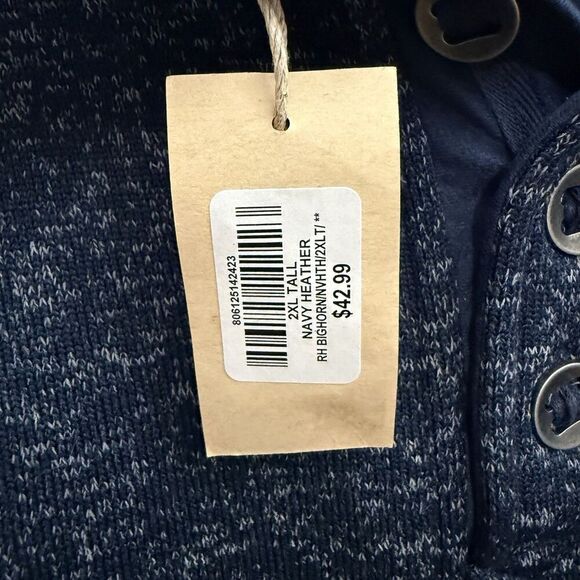 806125142423
2XL TALL
NAVY HEATHER
RH BIGHORN/NVHTH/2XLT/ **
$42.99